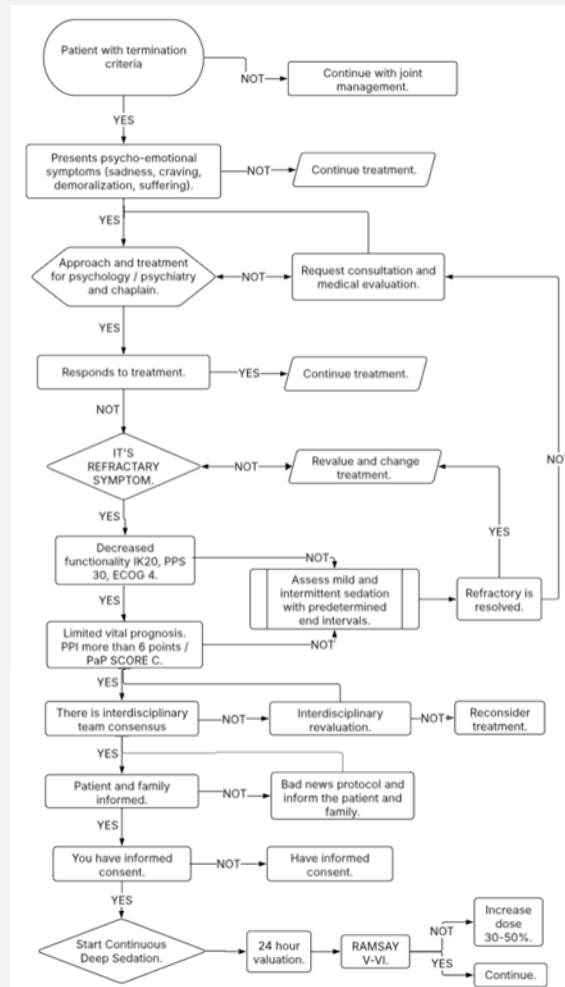 Patient with termination
criteria
NOT
Continue with joint
management.
YES
Presents psycho-emotional
symptoms (sadness, craving,
demoralization, suffering).
NOT
Continue treatment.
YES
Approach and treatment
for psychology / psychiatry
and chaplain.
NOT
Request consultation and
medical evaluation.
YES
Responds to treatment.
YES
Continue treatment.
NOT
NOT
IT'S
REFRACTARY
SYMPTOM.
NOT
Revalue and change
treatment.
YES
YES
Decreased
functionality IK20, PPS
30, ECOG 4.
NOT
Assess mild and
intermittent sedation
with predetermined
end intervals.
Refractory is
resolved.
YES
Limited vital prognosis.
PPI more than 6 points /
PaP SCORE C.
NOT
YES
There is interdisciplinary
team consensus
NOT
Interdisciplinary
revaluation.
NOT
Reconsider
treatment.
YES
Patient and family
informed.
NOT
Bad news protocol and
inform the patient and
family.
YES
You have informed
consent.
NOT
Have informed
consent.
YES
Start Continuous
Deep Sedation.
24 hour
valuation.
RAMSAY
V-VI.
NOT
Increase
dose
30-50%.
YES
Continue.